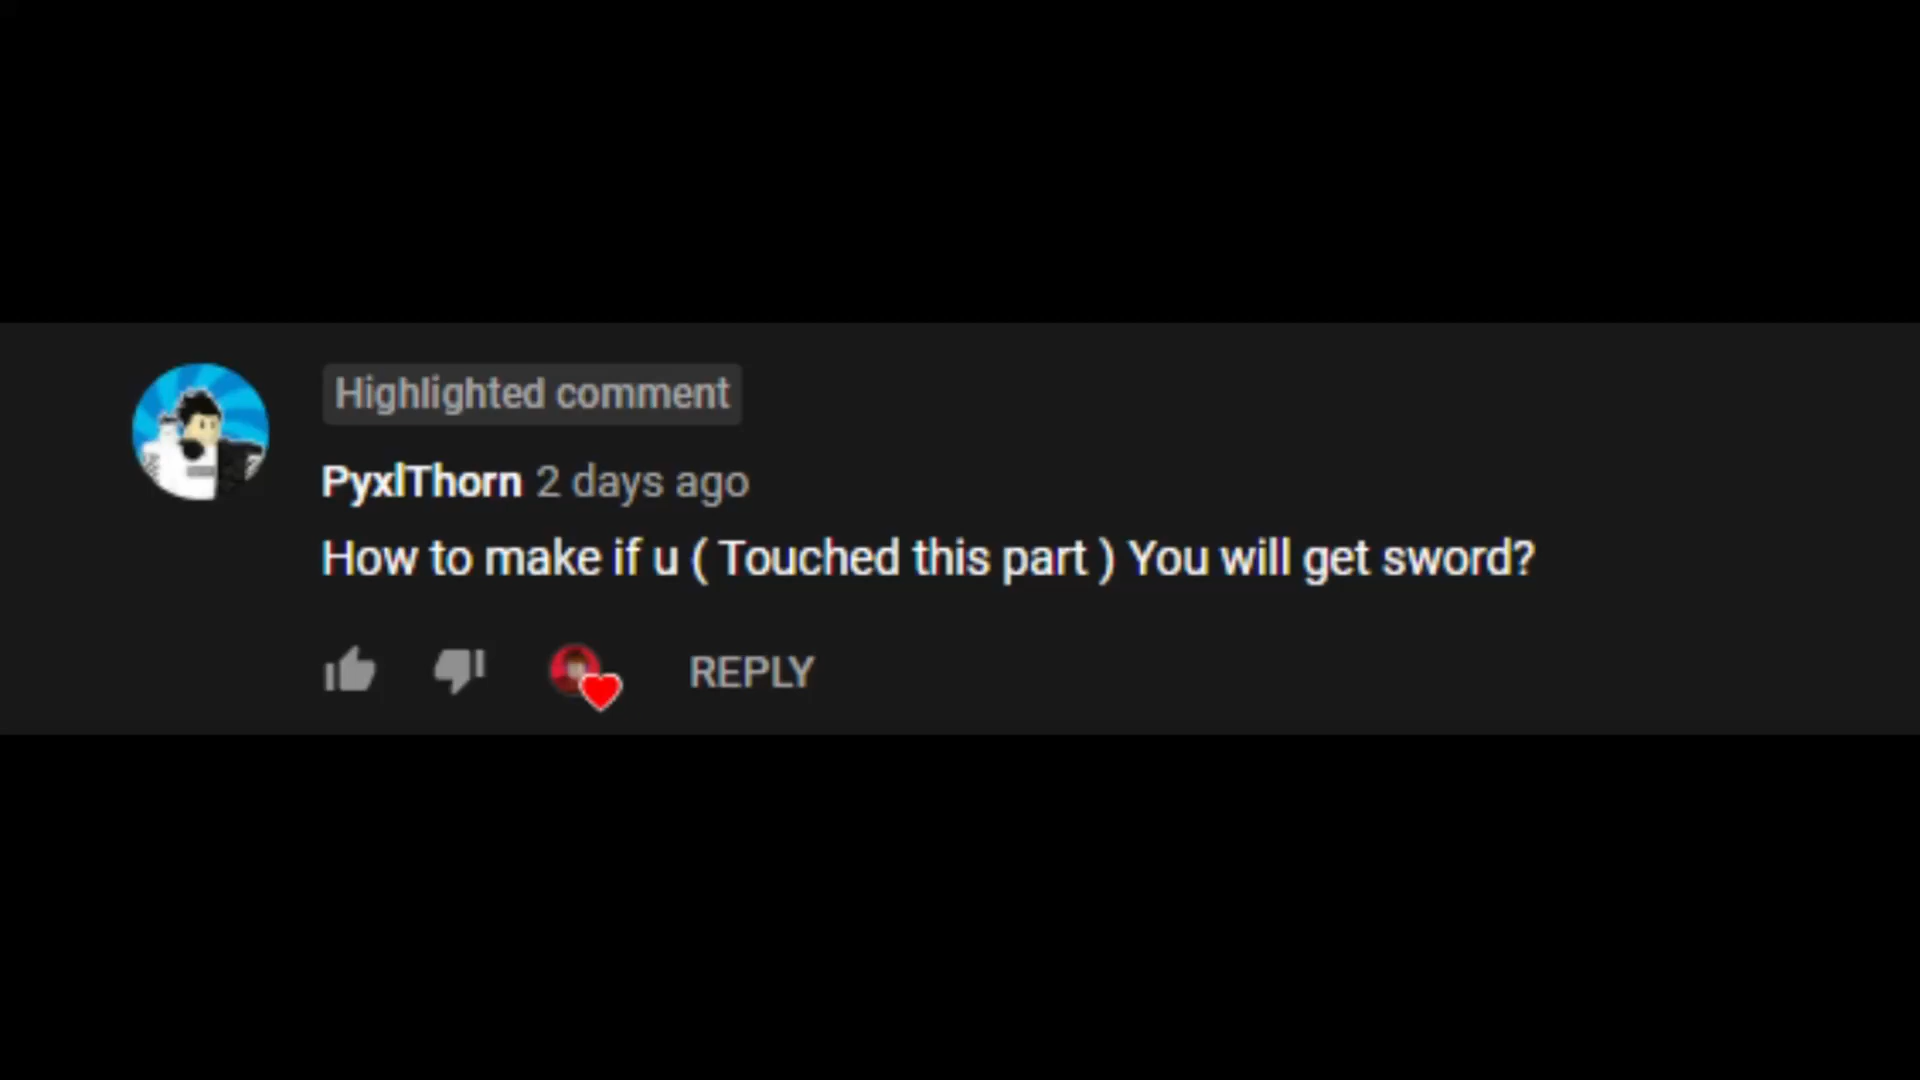 Highlighted comment
PyxlThorn 2 days ago
How to make if u ( Touched this part ) You will get sword?
REPLY